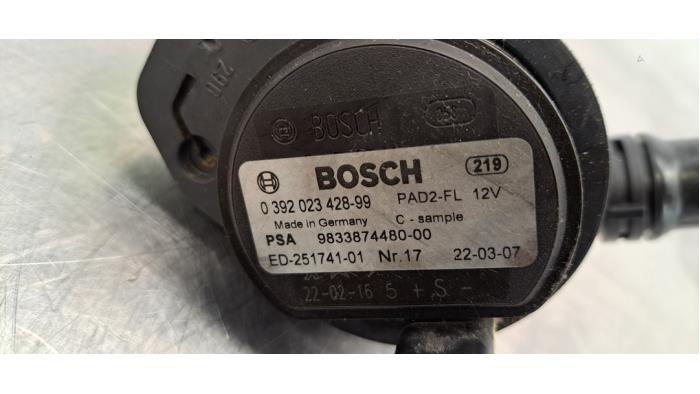 BOSCH
BOSCH 219
0 392 023 428-99 PAD2-FL 12V
Made in Germany C - sample
PSA 9833874480-00
ED-251741-01 Nr.17 22-03-07
22-02-16 5 + S -